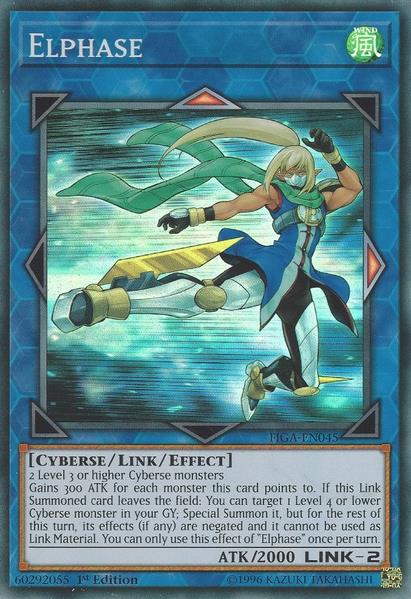 ELPHASE
WIND
風
FIGA-EN045
[CYBERSE/LINK/EFFECT]
2 Level 3 or higher Cyberse monsters
Gains 300 ATK for each monster this card points to. If this Link
Summoned card leaves the field: You can target 1 Level 4 or lower
Cyberse monster in your GY; Special Summon it, but for the rest of
this turn, its effects (if any) are negated and it cannot be used as
Link Material. You can only use this effect of "Elphase" once per turn.
ATK/2000 LINK-2
60292055 1st Edition ©1996 KAZUKI TAKAHASHI